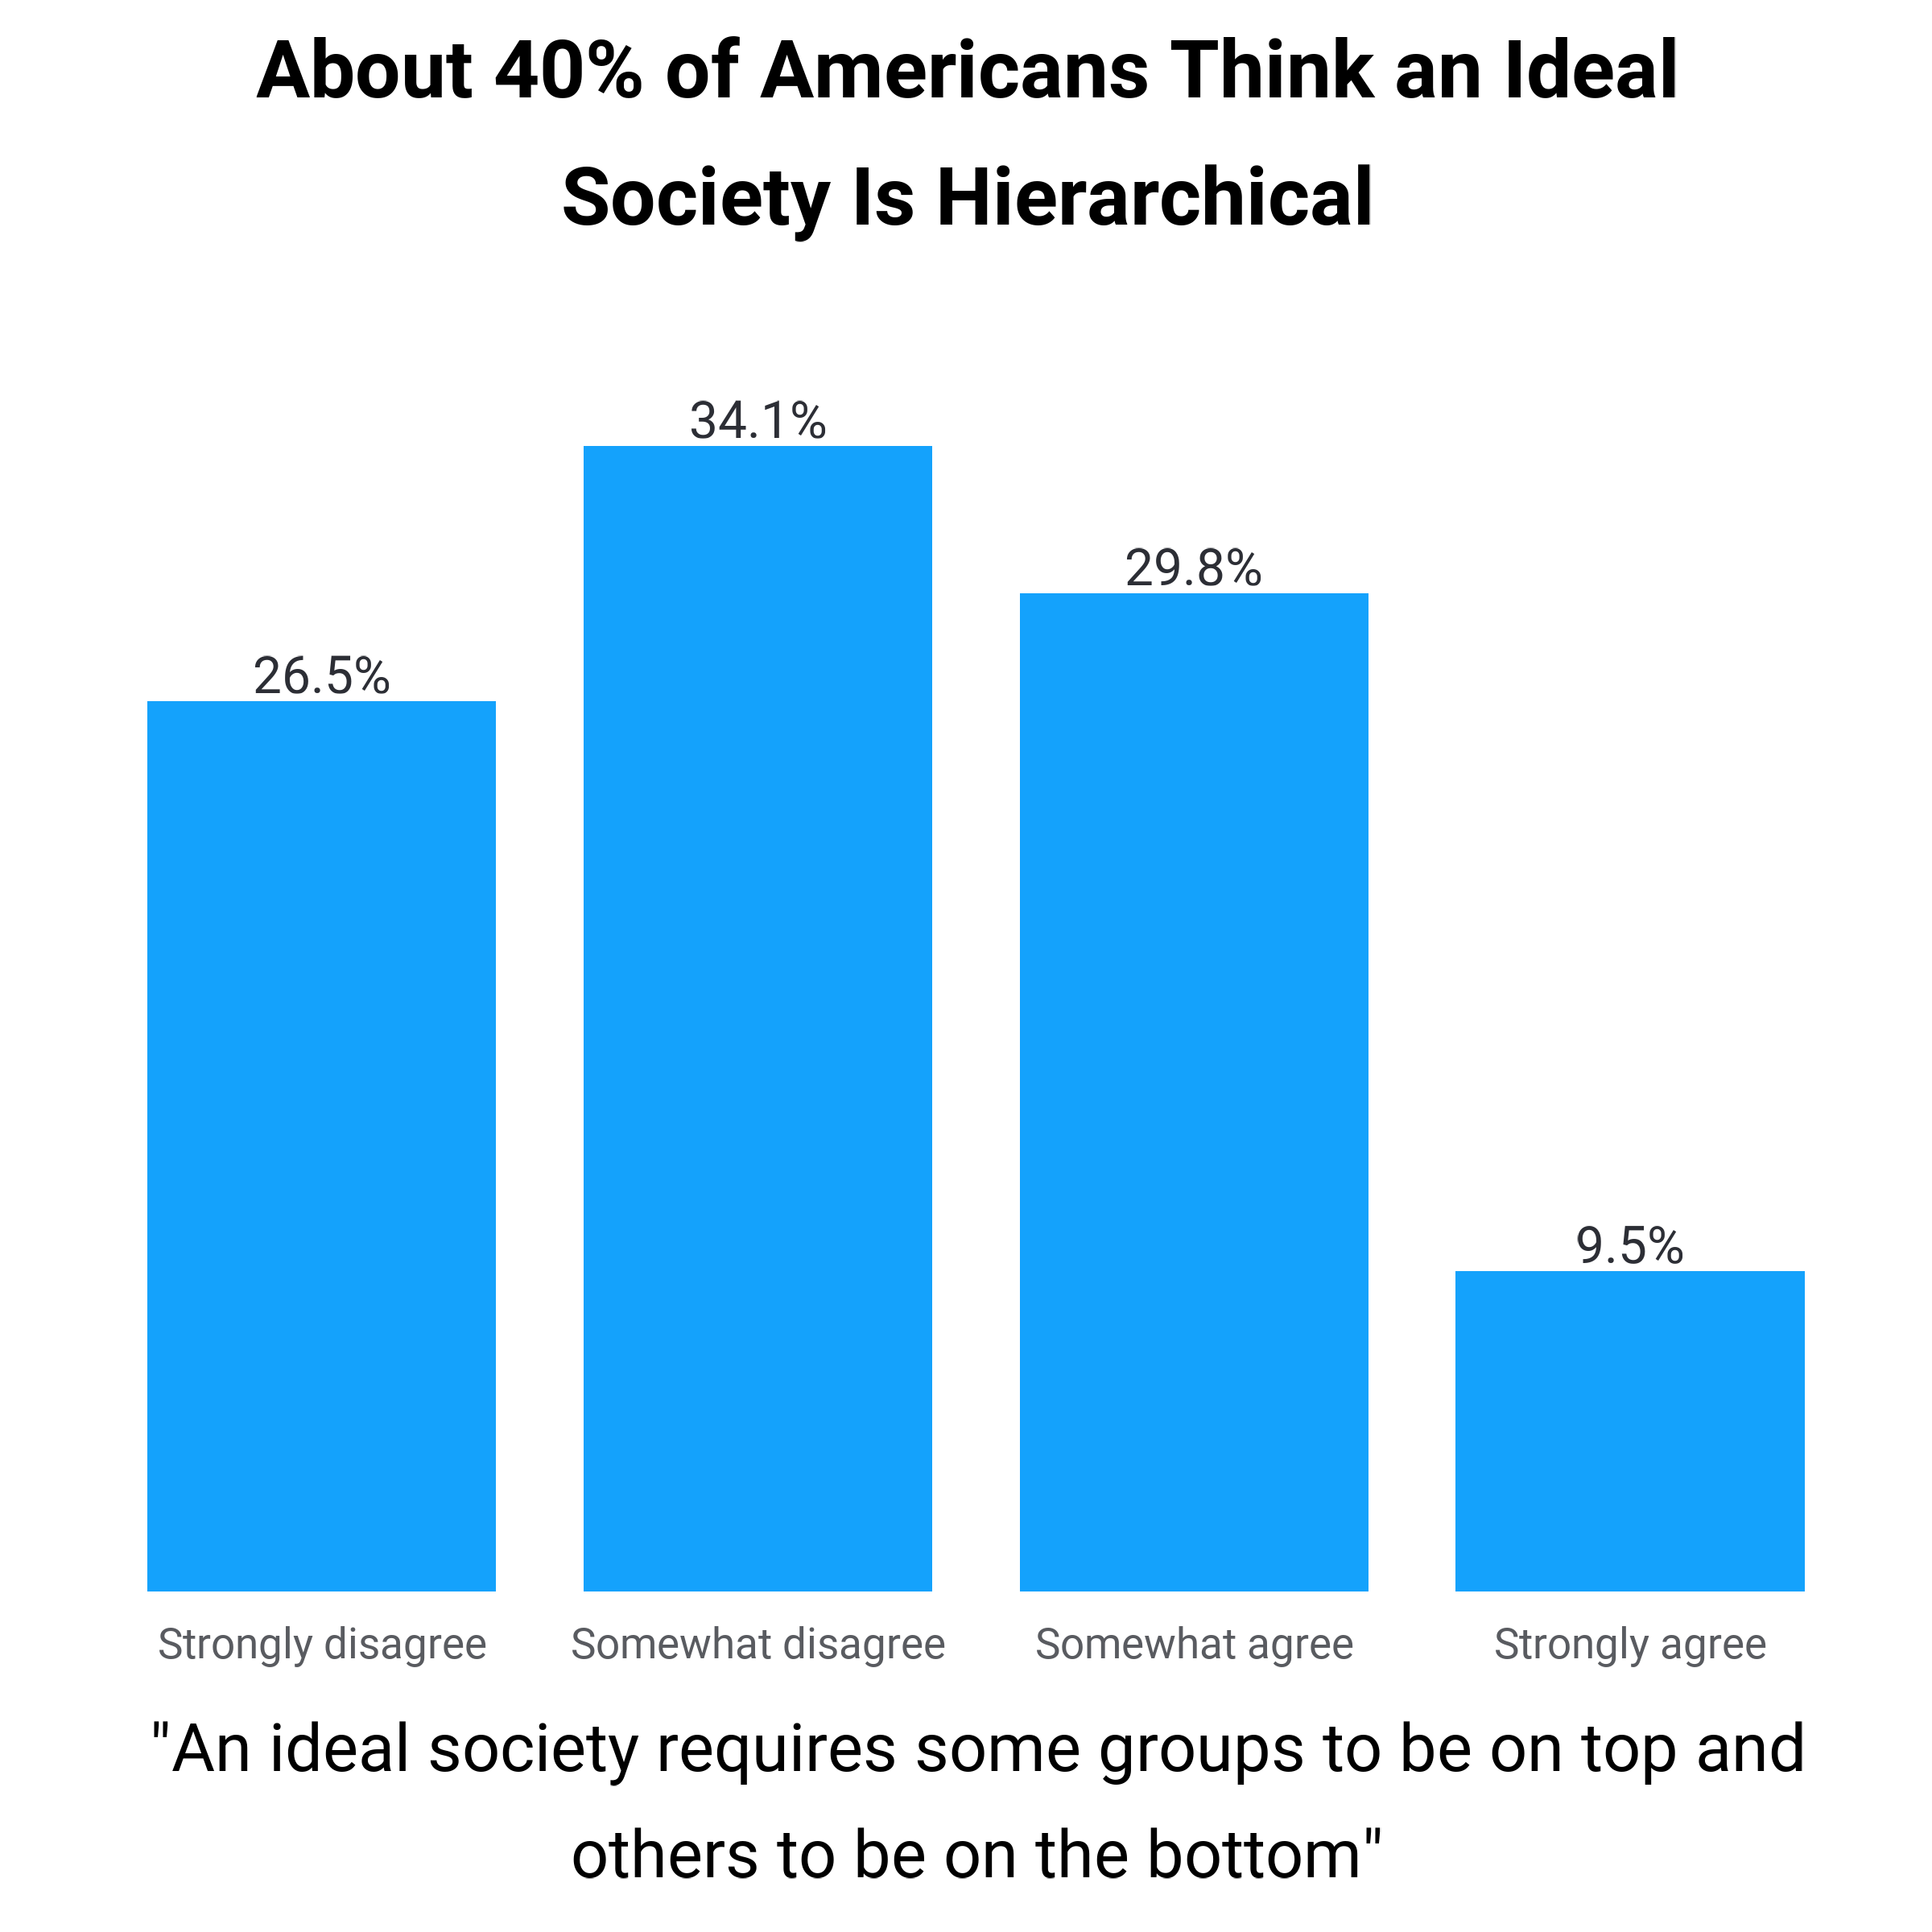 About 40% of Americans Think an Ideal
Society Is Hierarchical
34.1%
29.8%
26.5%
9.5%
Strongly disagree Somewhat disagree Somewhat agree Strongly agree
"An ideal society requires some groups to be on top and
others to be on the bottom"